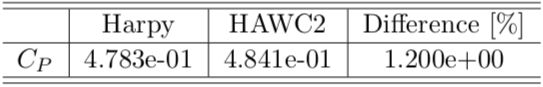 Harpy HAWC2 Difference [%]
C_P 4.783e-01 4.841e-01 1.200e+00